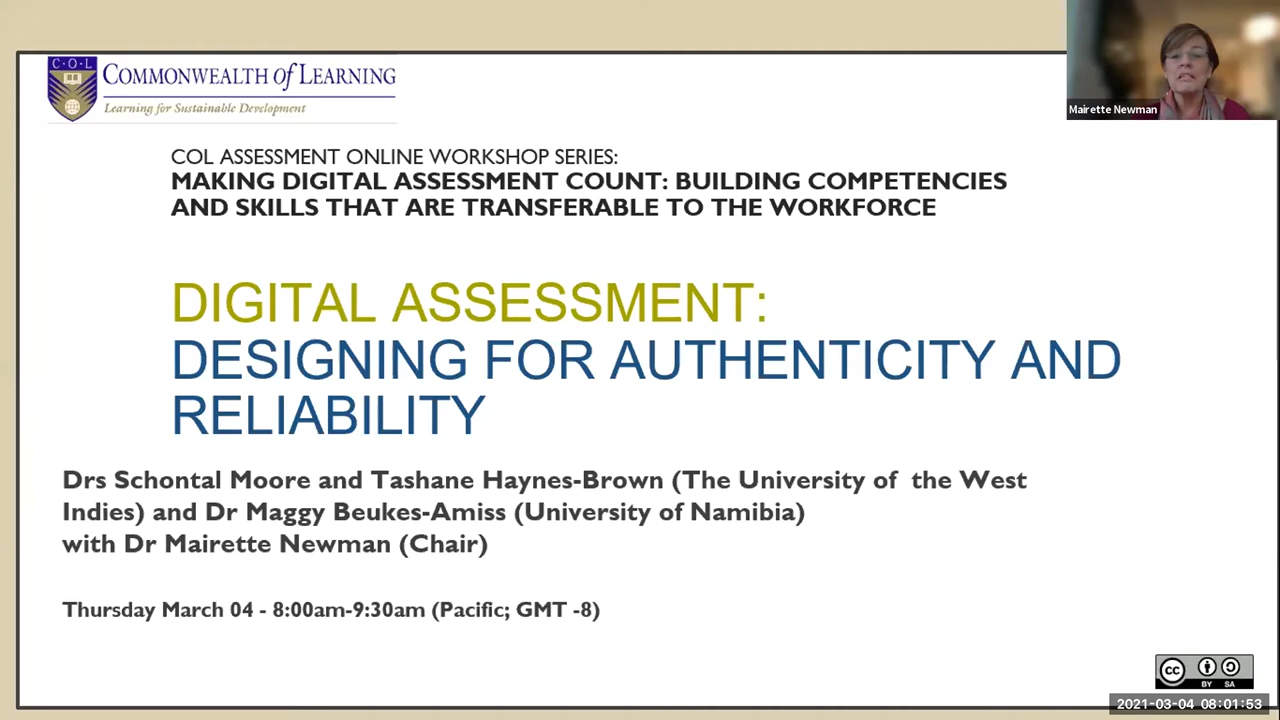 C·O·L
COMMONWEALTH of LEARNING
Learning for Sustainable Development
Mairette Newman
COL ASSESSMENT ONLINE WORKSHOP SERIES:
MAKING DIGITAL ASSESSMENT COUNT: BUILDING COMPETENCIES
AND SKILLS THAT ARE TRANSFERABLE TO THE WORKFORCE
DIGITAL ASSESSMENT:
DESIGNING FOR AUTHENTICITY AND
RELIABILITY
Drs Schontal Moore and Tashane Haynes-Brown (The University of the West
Indies) and Dr Maggy Beukes-Amiss (University of Namibia)
with Dr Mairette Newman (Chair)
Thursday March 04 - 8:00am-9:30am (Pacific; GMT -8)
cc
BY SA
2021-03-04 08:01:53